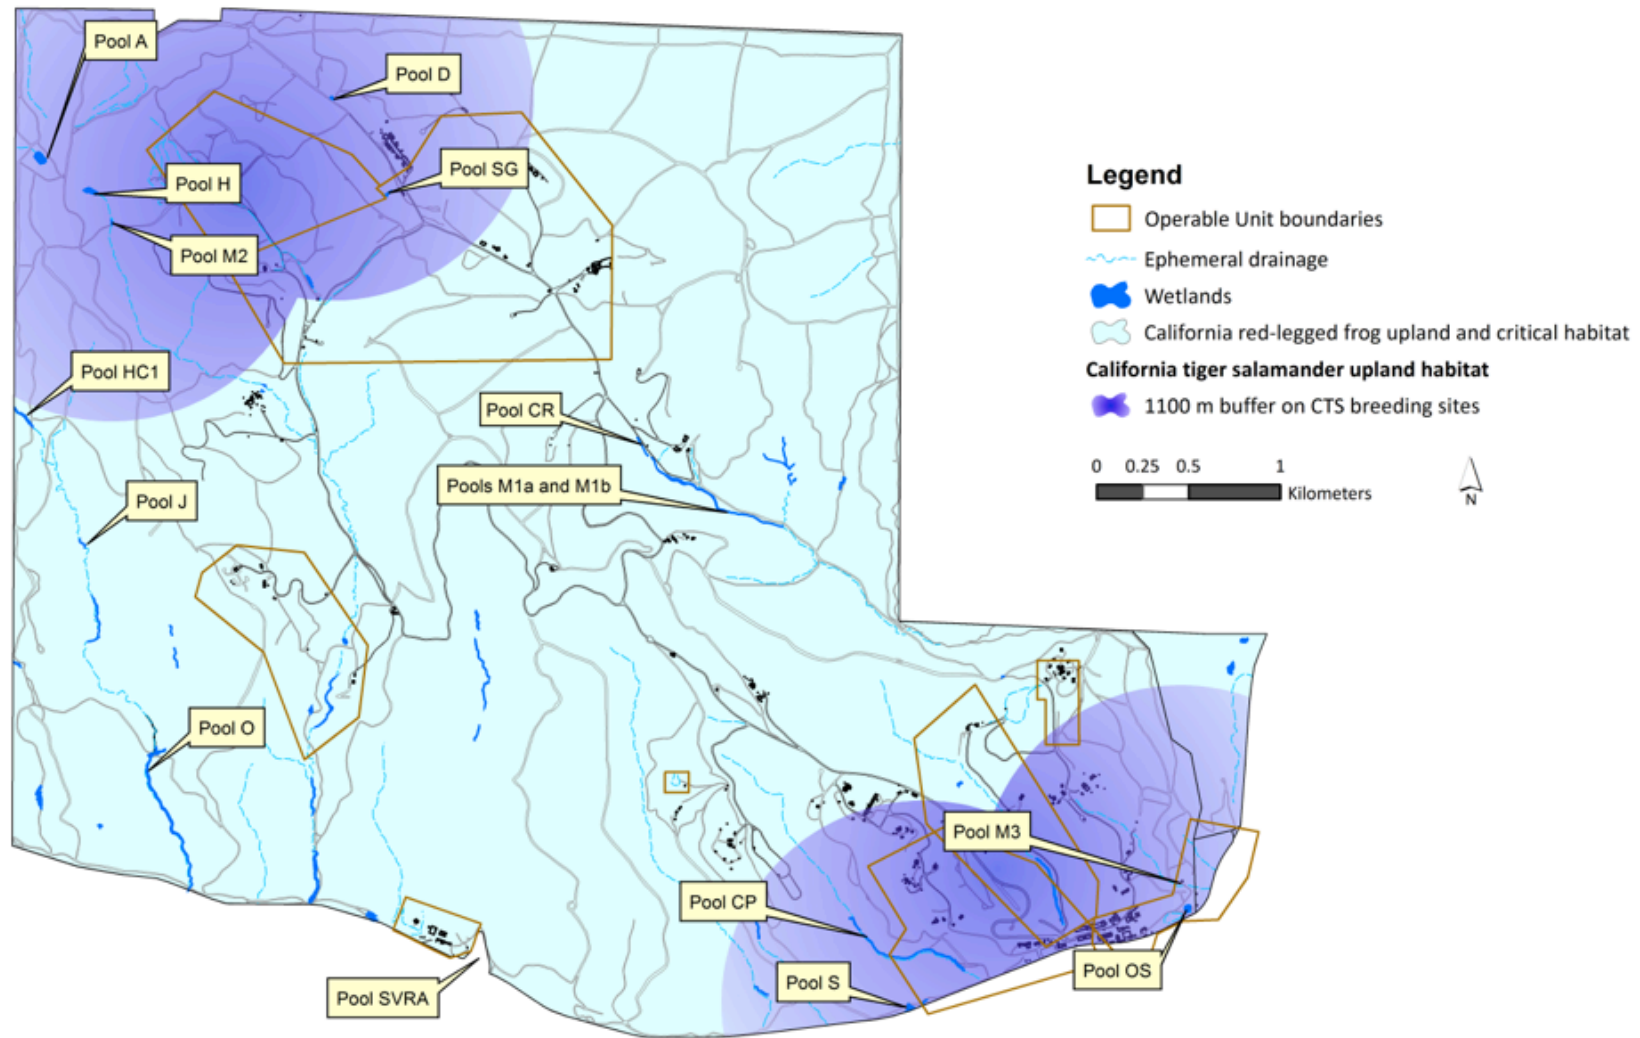 Pool A
Pool D
Pool SG
Pool H
Pool M2
Pool HC1
Pool CR
Pools M1a and M1b
Pool J
Pool O
Pool M3
Pool CP
Pool S
Pool OS
Pool SVRA
Legend
Operable Unit boundaries
Ephemeral drainage
Wetlands
California red-legged frog upland and critical habitat
California tiger salamander upland habitat
1100 m buffer on CTS breeding sites
0 0.25 0.5 1
Kilometers
N